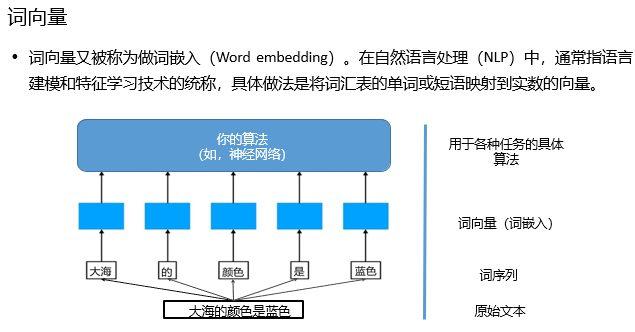 词向量
• 词向量又被称为做词嵌入（Word embedding）。在自然语言处理（NLP）中，通常指语言
建模和特征学习技术的统称，具体做法是将词汇表的单词或短语映射到实数的向量。
你的算法
(如，神经网络)
用于各种任务的具体
算法
词向量（词嵌入）
大海 的 颜色 是 蓝色
词序列
大海的颜色是蓝色
原始文本